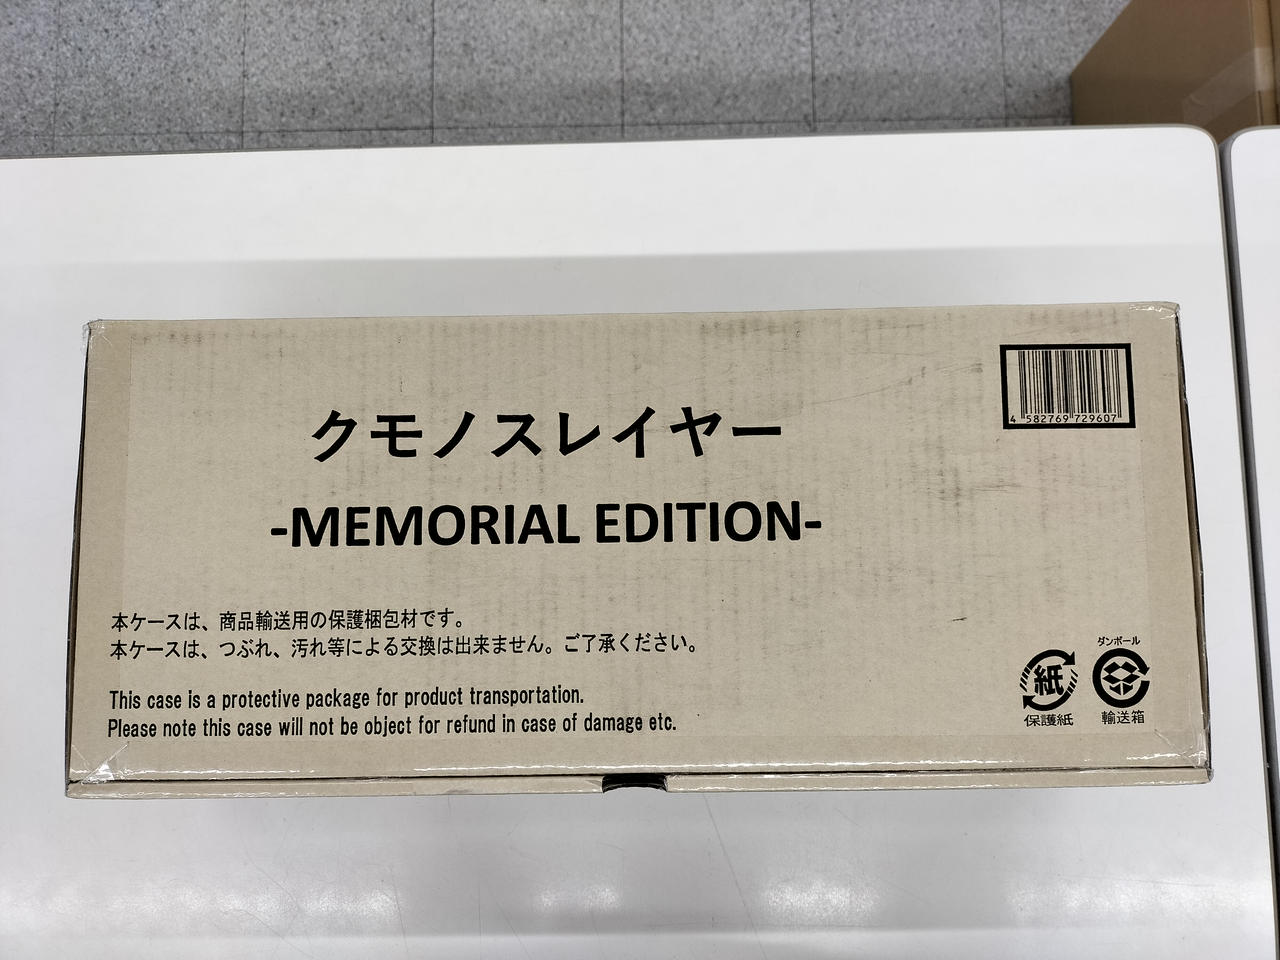 クモノスレイヤー
-MEMORIAL EDITION-
4 582769 729607
本ケースは、商品輸送用の保護梱包材です。
本ケースは、つぶれ、汚れ等による交換は出来ません。ご了承ください。
This case is a protective package for product transportation.
Please note this case will not be object for refund in case of damage etc.
紙
保護紙
ダンボール
輸送箱